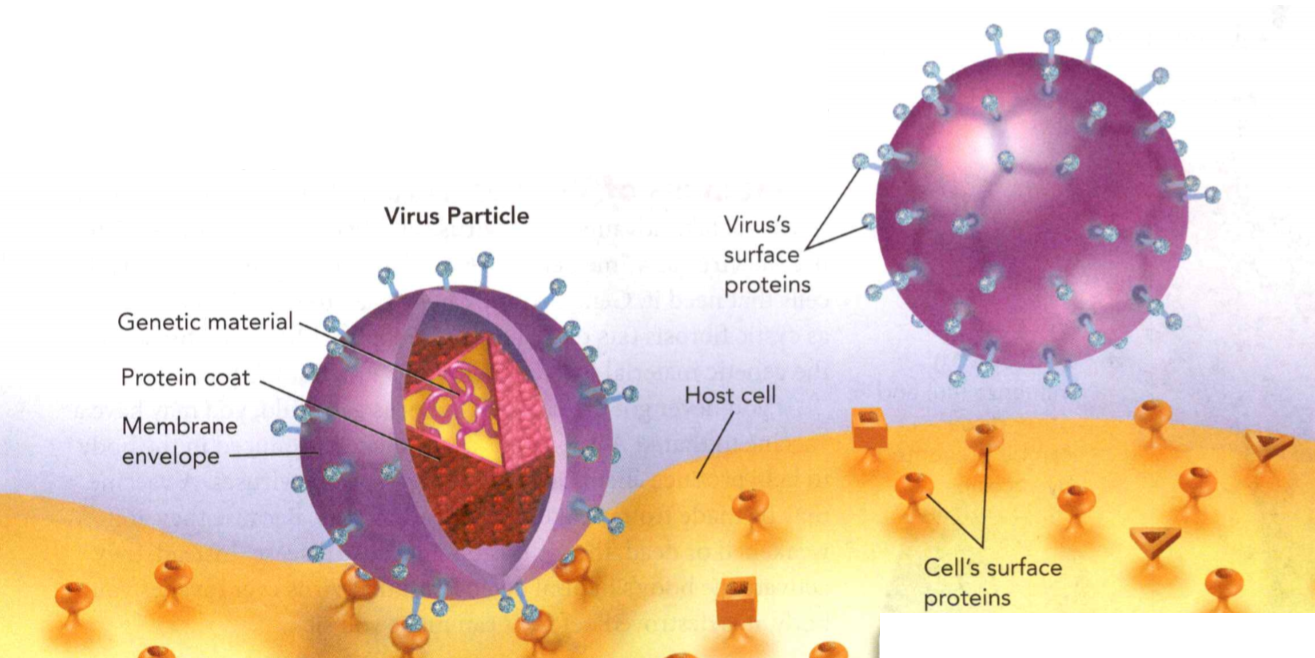 Virus Particle
Genetic material
Protein coat
Membrane
envelope
Virus's
surface
proteins
Host cell
Cell's surface
proteins